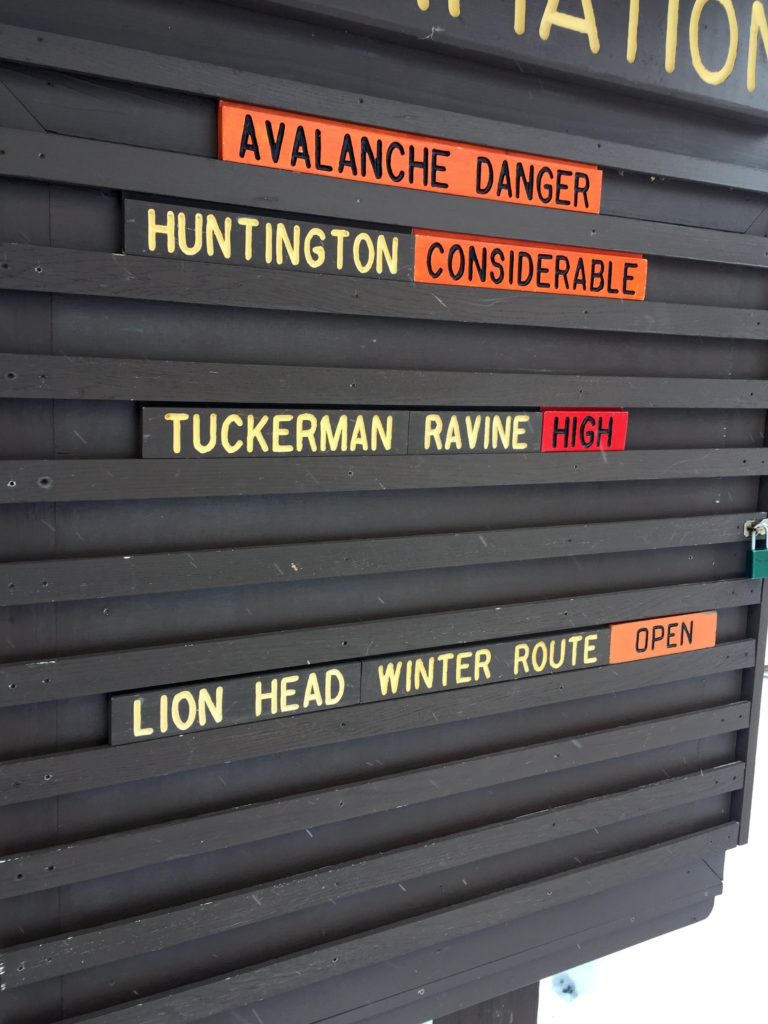 AVALANCHE DANGER
HUNTINGTON CONSIDERABLE
TUCKERMAN RAVINE HIGH
LION HEAD WINTER ROUTE OPEN